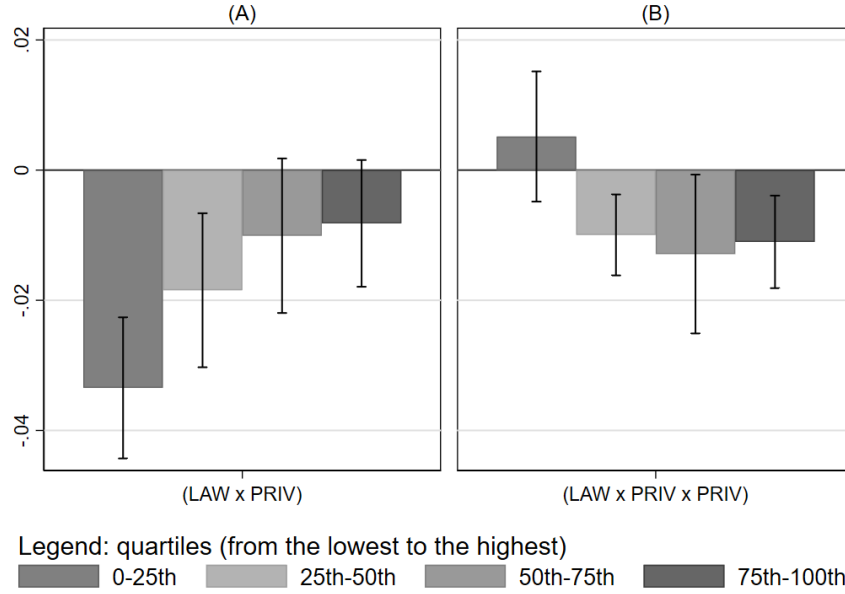 (A)
(B)
.02
0
-.02
-.04
(LAW x PRIV)
(LAW x PRIV x PRIV)
Legend: quartiles (from the lowest to the highest)
0-25th 25th-50th 50th-75th 75th-100th